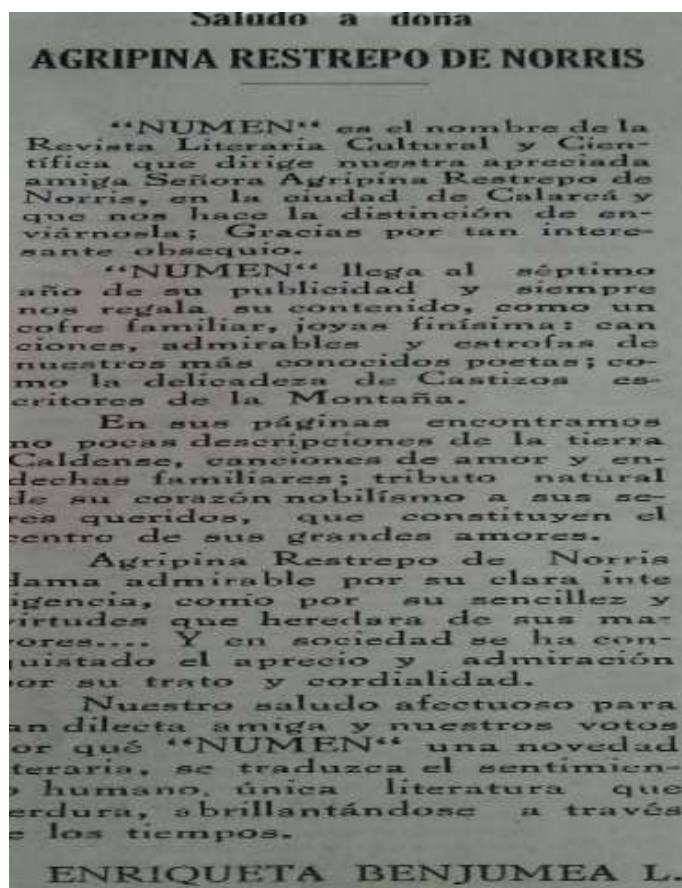 Saludo a doña
AGRIPINA RESTREPO DE NORRIS
“NUMEN“ es el nombre de la
Revista Literaria Cultural y Cien-
tífica que dirige nuestra apreciada
amiga Señora Agripina Restrepo de
Norris, en la ciudad de Calarcá y
que nos hace la distinción de en-
viárnosla; Gracias por tan intere-
sante obsequio.
“NUMEN“ llega al séptimo
año de su publicidad y siempre
nos regala su contenido, como un
cofre familiar, joyas finísima: can
ciones, admirables y estrofas de
nuestros más conocidos poetas; co-
mo la delicadeza de Castizos es-
critores de la Montaña.
En sus páginas encontramos
no pocas descripciones de la tierra
Caldense, canciones de amor y en-
dechas familiares; tributo natural
de su corazón nobilísmo a sus se-
res queridos, que constituyen el
centro de sus grandes amores.
Agripina Restrepo de Norris
dama admirable por su clara inte
igencia, como por su sencillez y
virtudes que heredara de sus ma-
yores.... Y en sociedad se ha con-
quistado el aprecio y admiración
or su trato y cordialidad.
Nuestro saludo afectuoso para
an dilecta amiga y nuestros votos
or qué “NUMEN“ una novedad
teraria, se traduzca el sentimien-
o humano, única literatura que
erdura, abrillantándose a través
e los tiempos.
ENRIQUETA BENJUMEA L.